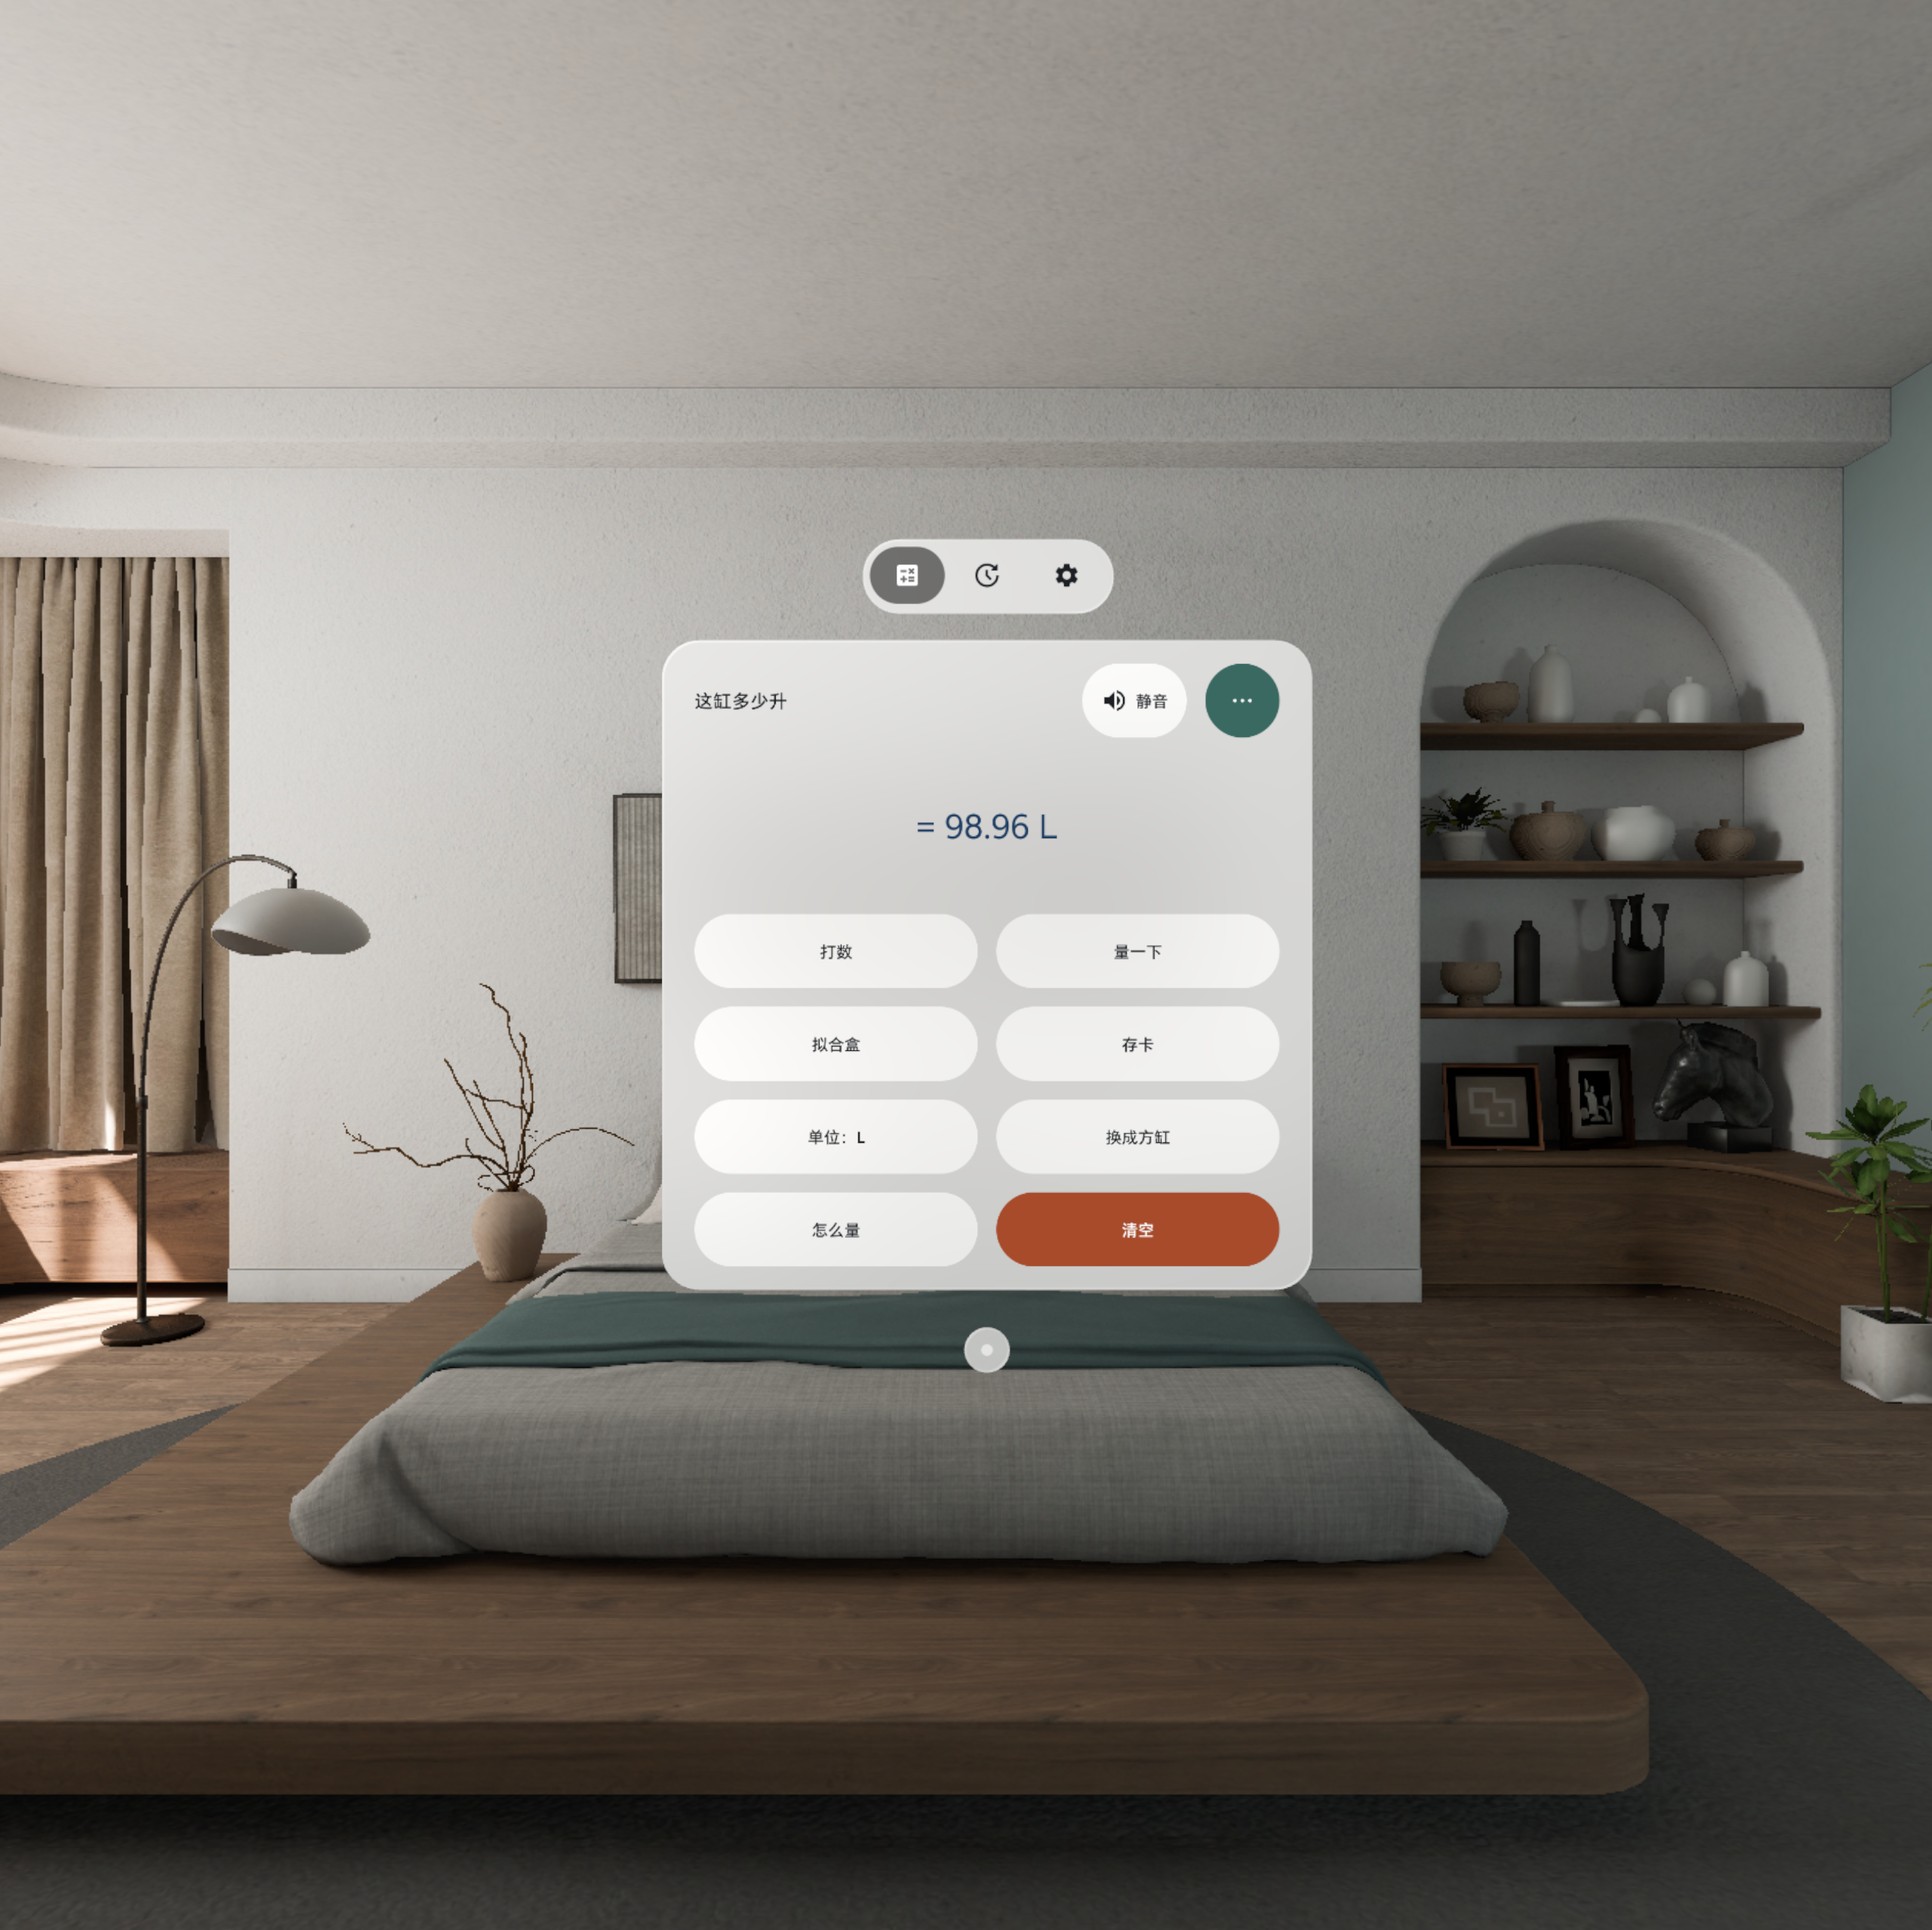 这缸多少升
静音
= 98.96 L
打数
量一下
拟合盒
存卡
单位：L
换成方缸
怎么量
清空